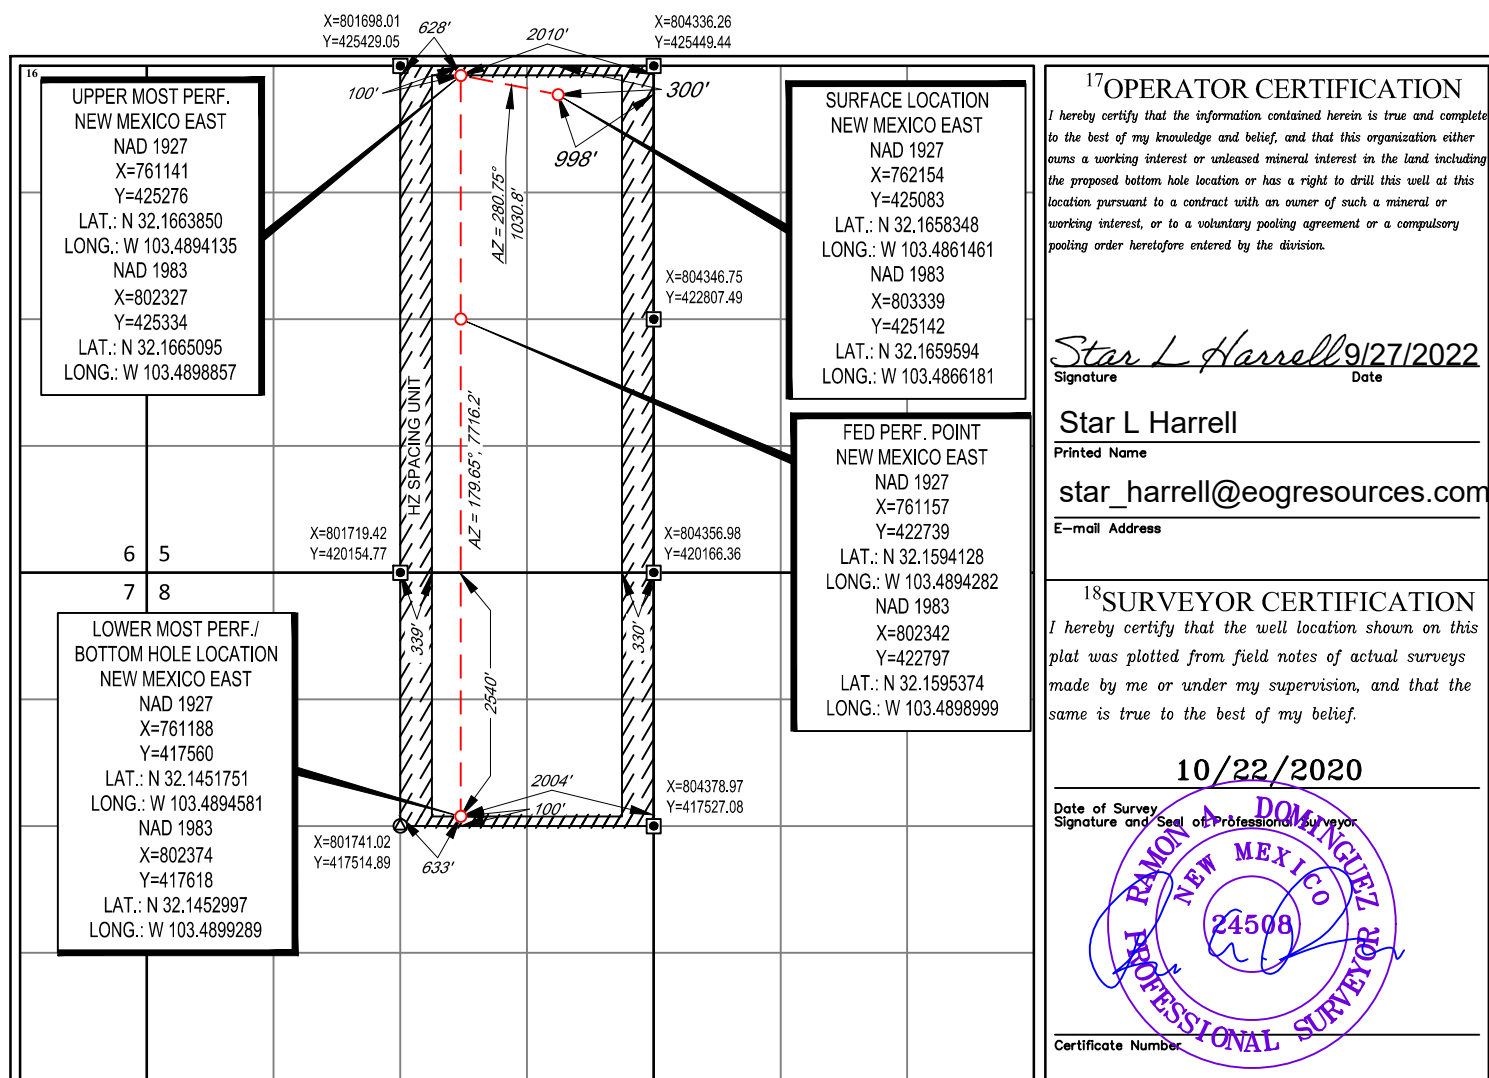 X=801698.01
Y=425429.05
628'
2010'
X=804336.26
Y=425449.44
16
UPPER MOST PERF.
NEW MEXICO EAST
NAD 1927
X=761141
Y=425276
LAT.: N 32.1663850
LONG.: W 103.4894135
NAD 1983
X=802327
Y=425334
LAT.: N 32.1665095
LONG.: W 103.4898857
100'
300'
998'
AZ = 280.75°
1030.8'
SURFACE LOCATION
NEW MEXICO EAST
NAD 1927
X=762154
Y=425083
LAT.: N 32.1658348
LONG.: W 103.4861461
NAD 1983
X=803339
Y=425142
LAT.: N 32.1659594
LONG.: W 103.4866181
X=804346.75
Y=422807.49
HZ SPACING UNIT
AZ = 179.65°, 7716.2'
FED PERF. POINT
NEW MEXICO EAST
NAD 1927
X=761157
Y=422739
LAT.: N 32.1594128
LONG.: W 103.4894282
NAD 1983
X=802342
Y=422797
LAT.: N 32.1595374
LONG.: W 103.4898999
X=801719.42
Y=420154.77
X=804356.98
Y=420166.36
6 5
7 8
339'
330'
2540'
LOWER MOST PERF./
BOTTOM HOLE LOCATION
NEW MEXICO EAST
NAD 1927
X=761188
Y=417560
LAT.: N 32.1451751
LONG.: W 103.4894581
NAD 1983
X=802374
Y=417618
LAT.: N 32.1452997
LONG.: W 103.4899289
2004'
100'
X=804378.97
Y=417527.08
X=801741.02
Y=417514.89
633'
17OPERATOR CERTIFICATION
I hereby certify that the information contained herein is true and complete
to the best of my knowledge and belief, and that this organization either
owns a working interest or unleased mineral interest in the land including
the proposed bottom hole location or has a right to drill this well at this
location pursuant to a contract with an owner of such a mineral or
working interest, or to a voluntary pooling agreement or a compulsory
pooling order heretofore entered by the division.
Star L Harrell 9/27/2022
Signature Date
Star L Harrell
Printed Name
star_harrell@eogresources.com
E-mail Address
18SURVEYOR CERTIFICATION
I hereby certify that the well location shown on this
plat was plotted from field notes of actual surveys
made by me or under my supervision, and that the
same is true to the best of my belief.
10/22/2020
Date of Survey
Signature and Seal of Professional Surveyor
RAMON A. DOMINGUEZ
NEW MEXICO
24508
PROFESSIONAL SURVEYOR
Certificate Number